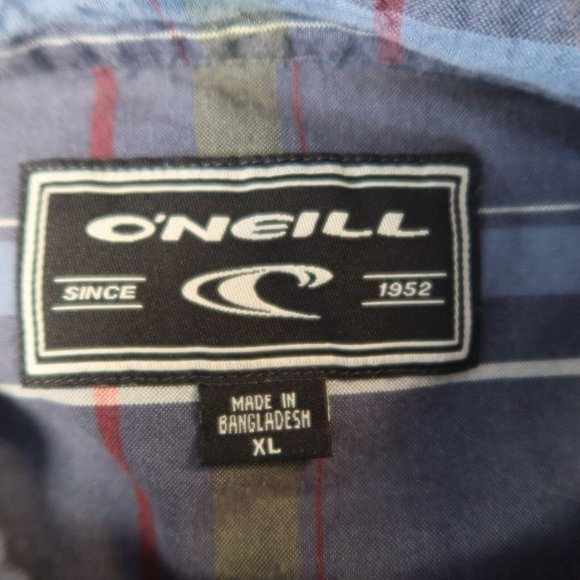 O'NEILL
SINCE 1952
MADE IN
BANGLADESH
XL